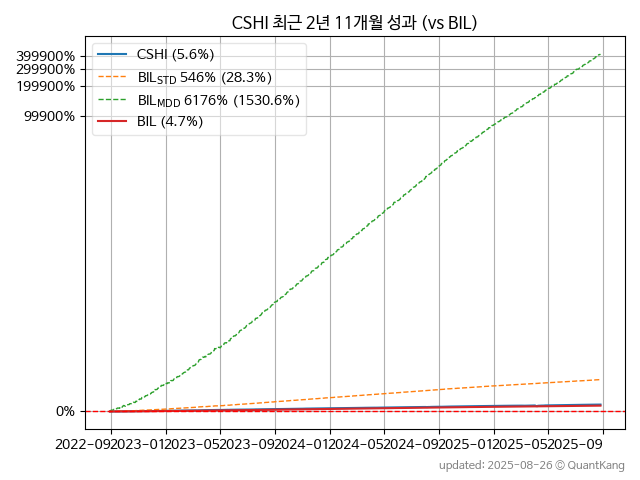 CSHI 최근 2년 11개월 성과 (vs BIL)
399900%
299900%
199900%
99900%
0%
CSHI (5.6%)
BILSTD 546% (28.3%)
BILMDD 6176% (1530.6%)
BIL (4.7%)
2022-09 2023-01 2023-05 2023-09 2024-01 2024-05 2024-09 2025-01 2025-05 2025-09
updated: 2025-08-26 © QuantKang